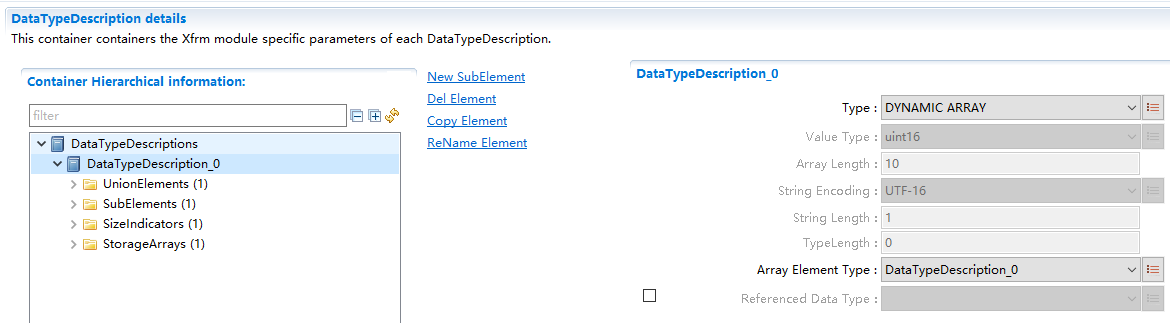 DataTypeDescription details
This container containers the Xfrm module specific parameters of each DataTypeDescription.
Container Hierarchical information:
filter
DataTypeDescriptions
DataTypeDescription_0
UnionElements (1)
SubElements (1)
SizeIndicators (1)
StorageArrays (1)
New SubElement
Del Element
Copy Element
ReName Element
DataTypeDescription_0
Type : DYNAMIC ARRAY
Value Type : uint16
Array Length : 10
String Encoding : UTF-16
String Length : 1
TypeLength : 0
Array Element Type : DataTypeDescription_0
Referenced Data Type :